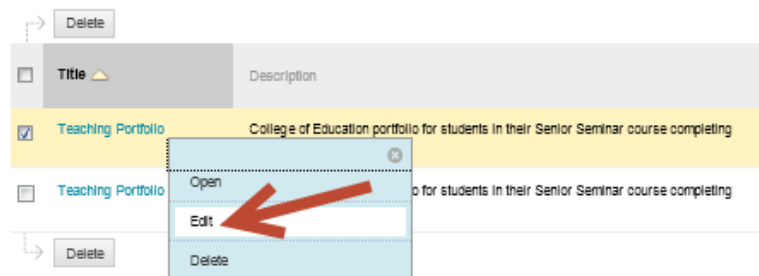 Delete
Title Description
Teaching Portfolio College of Education portfolio for students in their Senior Seminar course completing
Open
Teaching Portfolio o for students in their Senior Seminar course completing
Edit
Delete
Delete